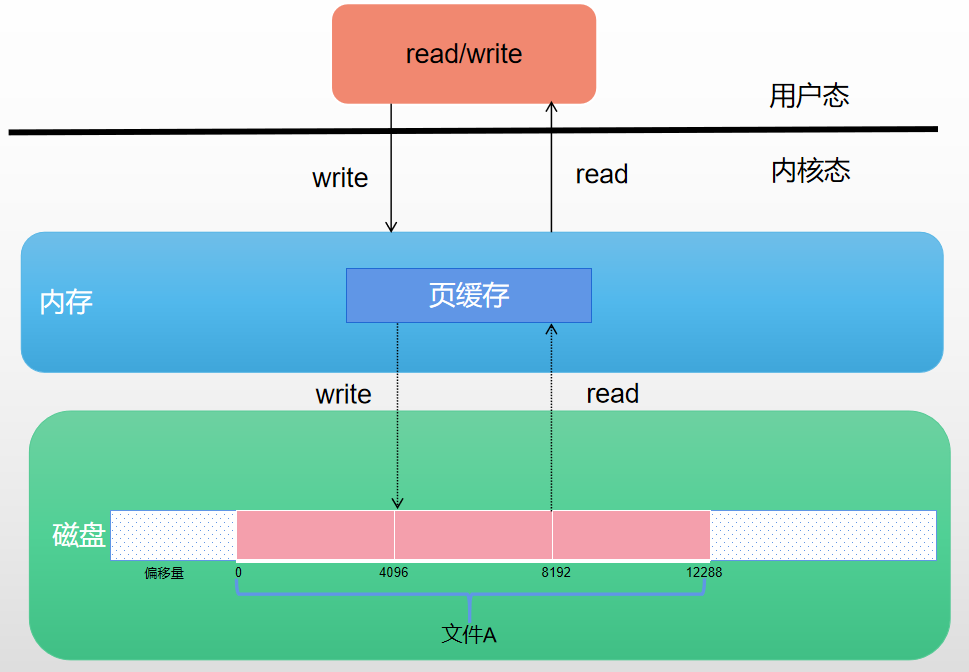 read/write
用户态
内核态
write
read
内存
页缓存
write
read
磁盘
偏移量
0
4096
8192
12288
文件A